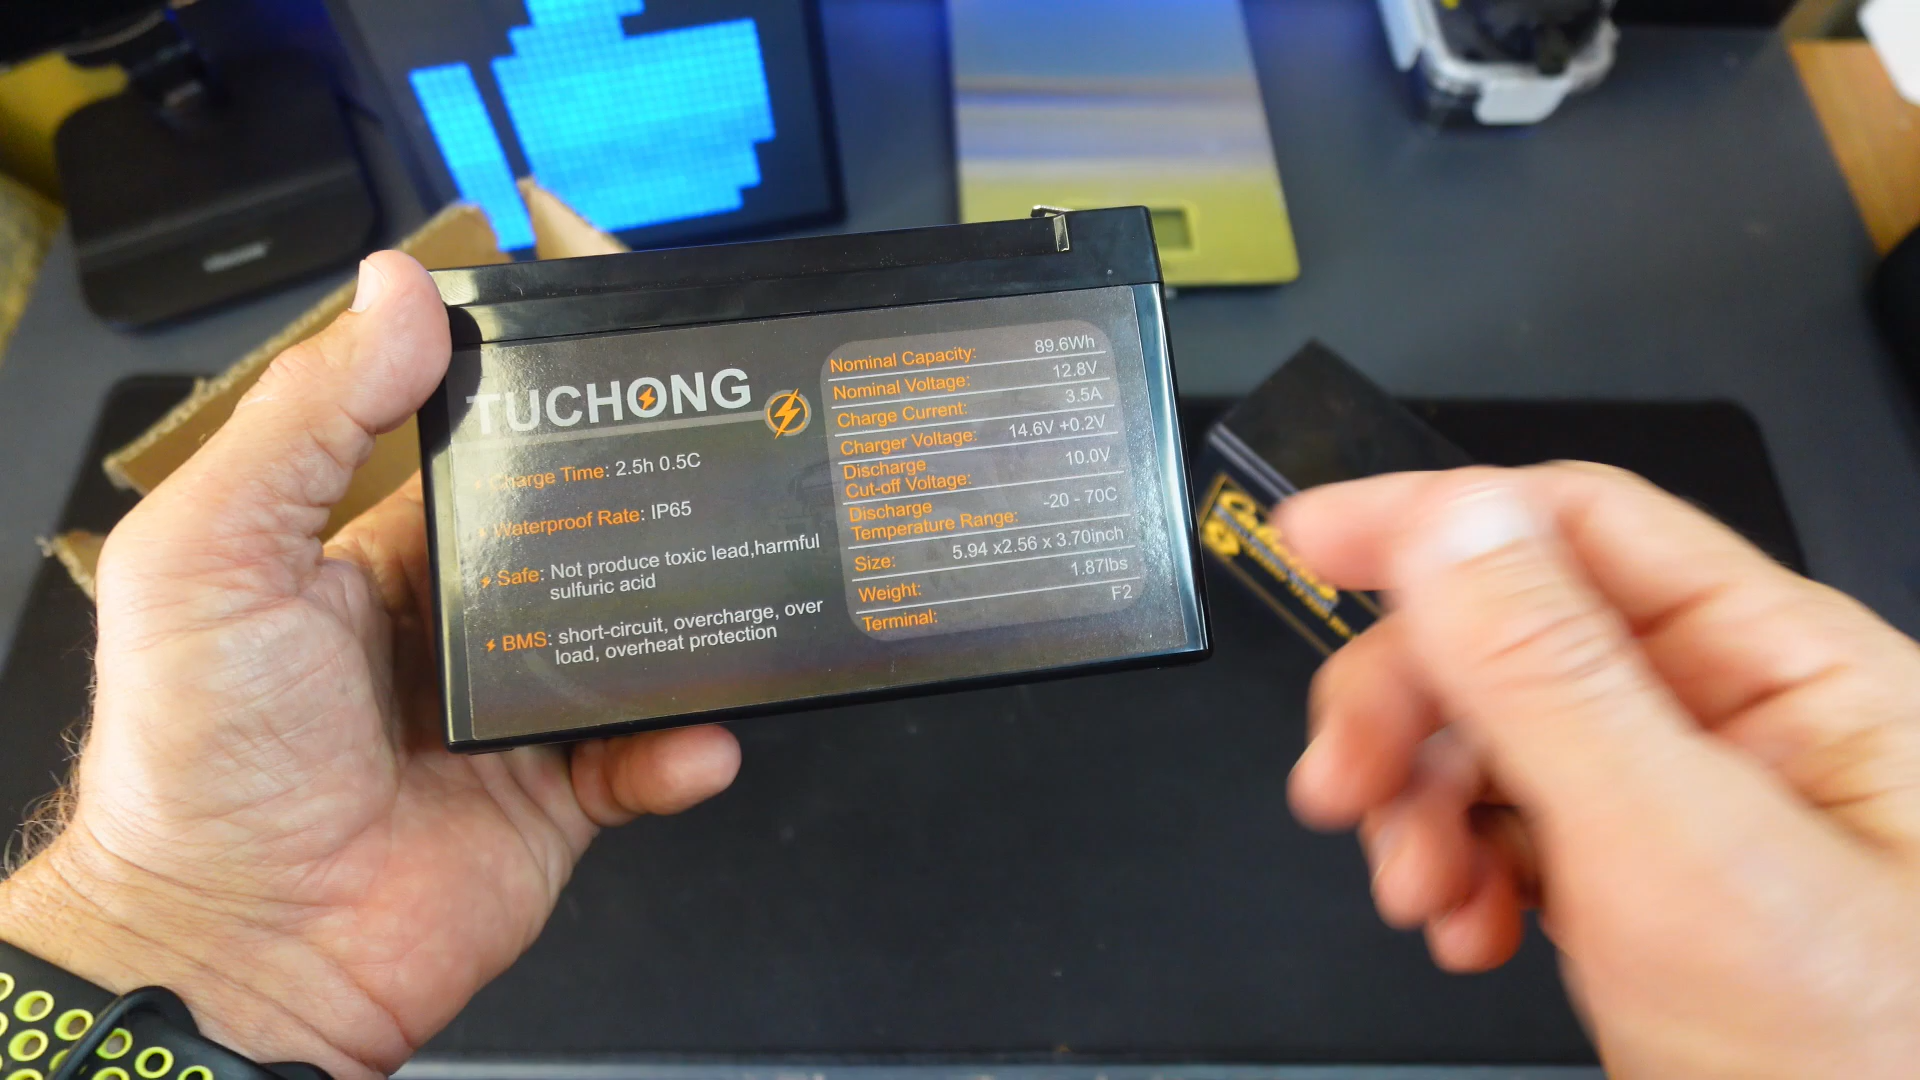 TUCHONG
Charge Time: 2.5h 0.5C
Waterproof Rate: IP65
Safe: Not produce toxic lead,harmful
sulfuric acid
BMS: short-circuit, overcharge, over
load, overheat protection
Nominal Capacity: 89.6Wh
Nominal Voltage: 12.8V
Charge Current: 3.5A
Charger Voltage: 14.6V +0.2V
Discharge
Cut-off Voltage: 10.0V
Discharge
Temperature Range: -20 - 70C
Size: 5.94 x2.56 x 3.70inch
Weight: 1.87lbs
Terminal: F2